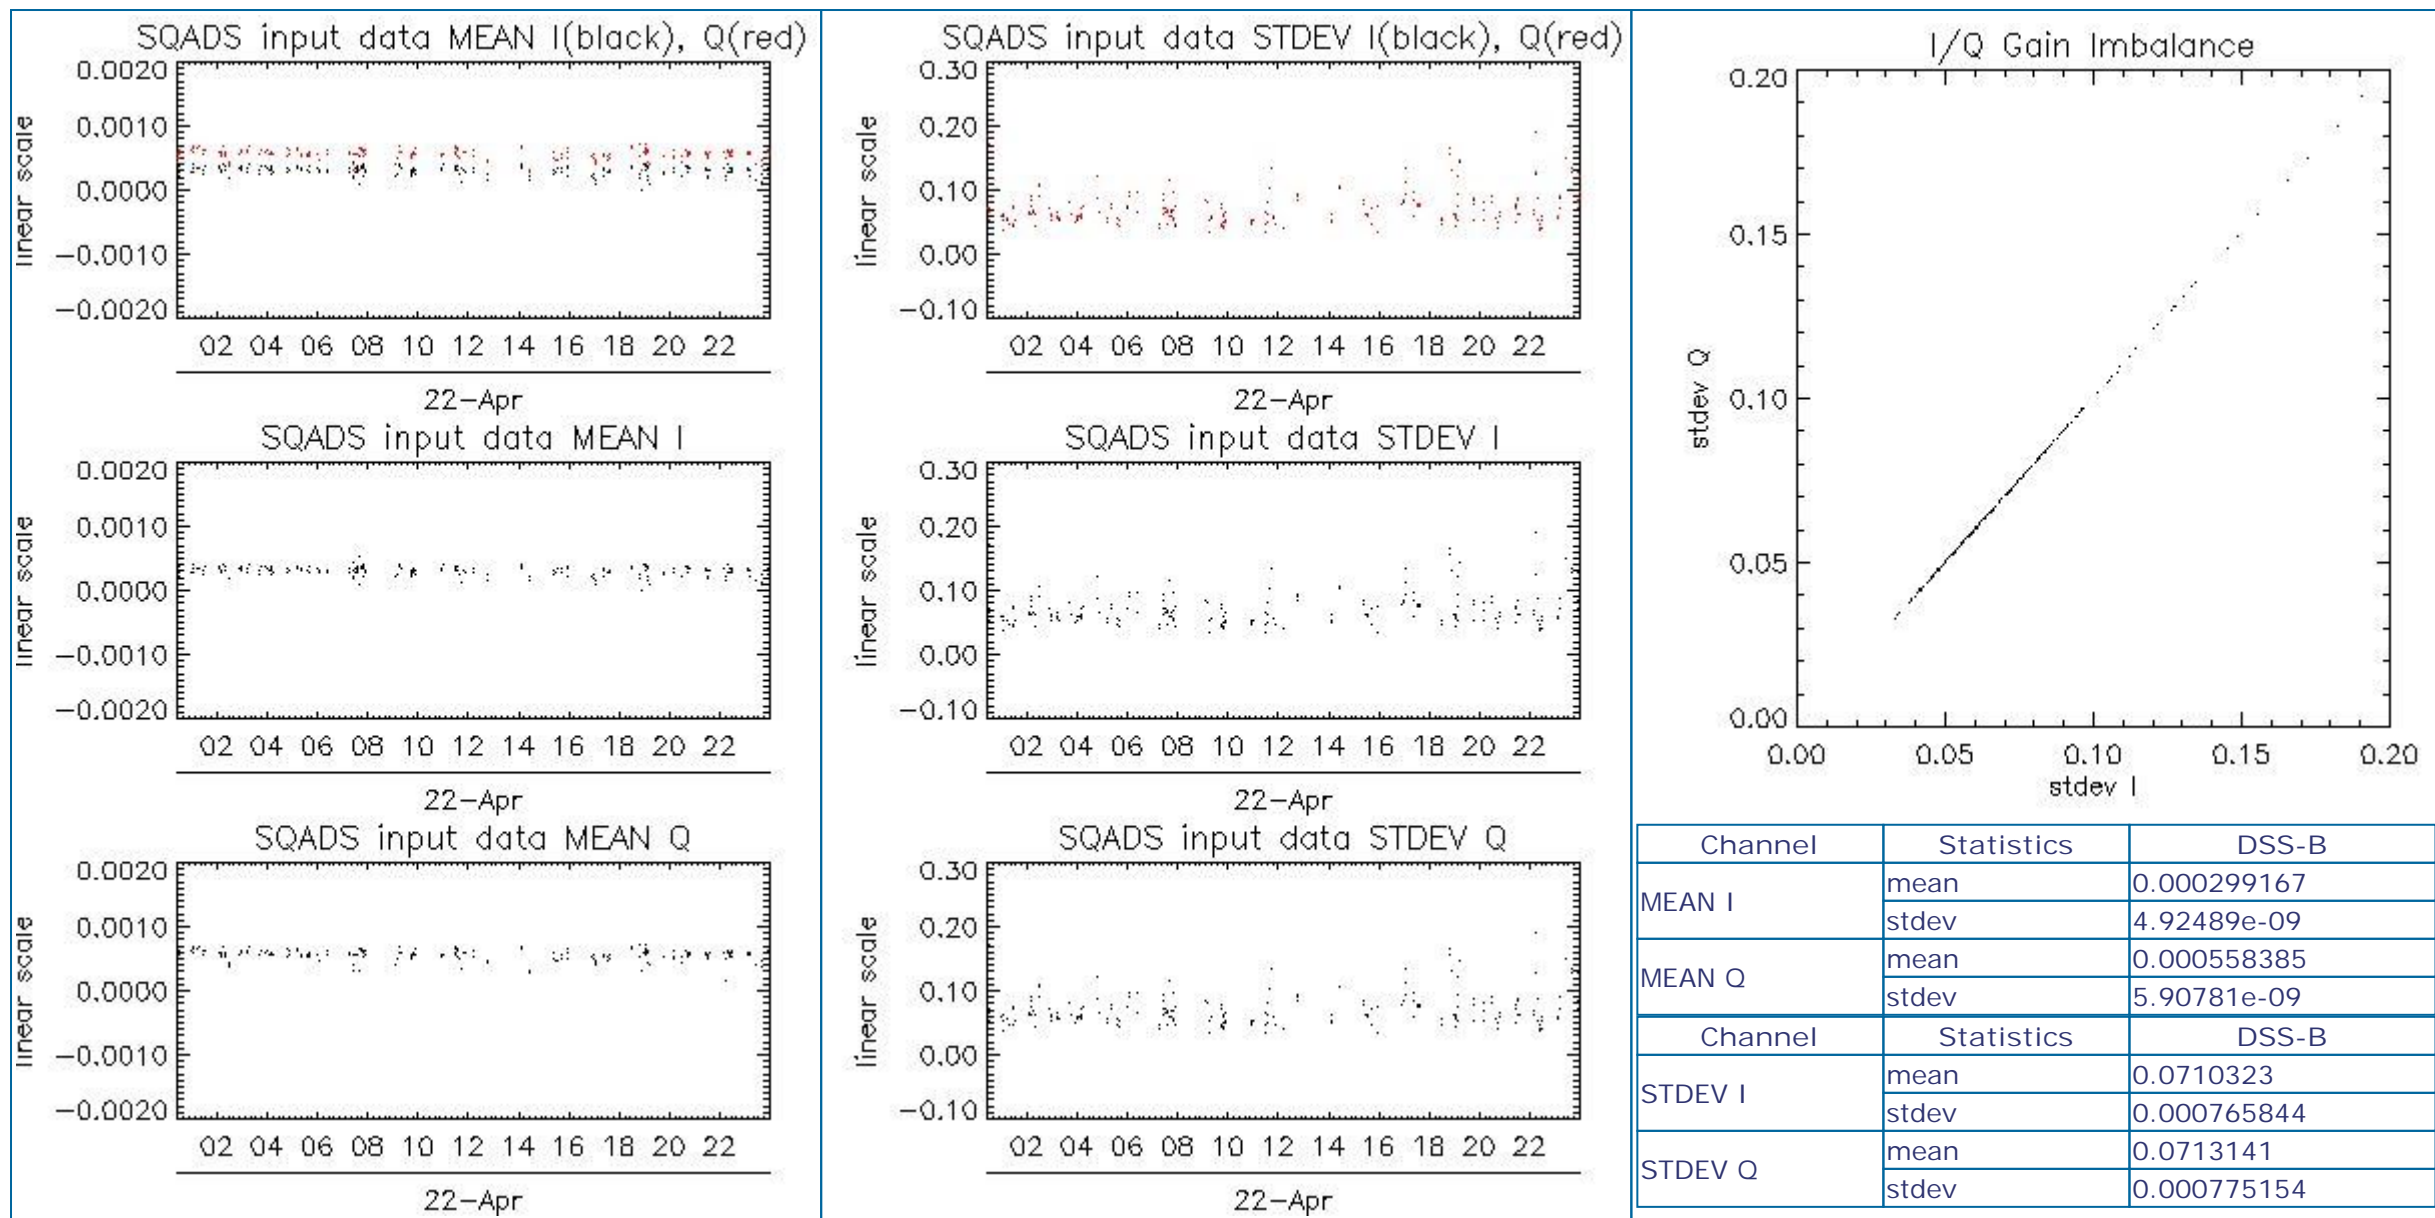 SQADS input data MEAN I(black), Q(red)
linear scale
0.0020
0.0010
0.0000
−0.0010
−0.0020
02 04 06 08 10 12 14 16 18 20 22
22−Apr
SQADS input data MEAN I
linear scale
0.0020
0.0010
0.0000
−0.0010
−0.0020
02 04 06 08 10 12 14 16 18 20 22
22−Apr
SQADS input data MEAN Q
linear scale
0.0020
0.0010
0.0000
−0.0010
−0.0020
02 04 06 08 10 12 14 16 18 20 22
22−Apr
SQADS input data STDEV I(black), Q(red)
linear scale
0.30
0.20
0.10
0.00
−0.10
02 04 06 08 10 12 14 16 18 20 22
22−Apr
SQADS input data STDEV I
linear scale
0.30
0.20
0.10
0.00
−0.10
02 04 06 08 10 12 14 16 18 20 22
22−Apr
SQADS input data STDEV Q
linear scale
0.30
0.20
0.10
0.00
−0.10
02 04 06 08 10 12 14 16 18 20 22
22−Apr
I/Q Gain Imbalance
stdev Q
0.20
0.15
0.10
0.05
0.00
0.00 0.05 0.10 0.15 0.20
stdev I
Channel Statistics DSS-B
MEAN I mean 0.000299167
stdev 4.92489e-09
MEAN Q mean 0.000558385
stdev 5.90781e-09
Channel Statistics DSS-B
STDEV I mean 0.0710323
stdev 0.000765844
STDEV Q mean 0.0713141
stdev 0.000775154